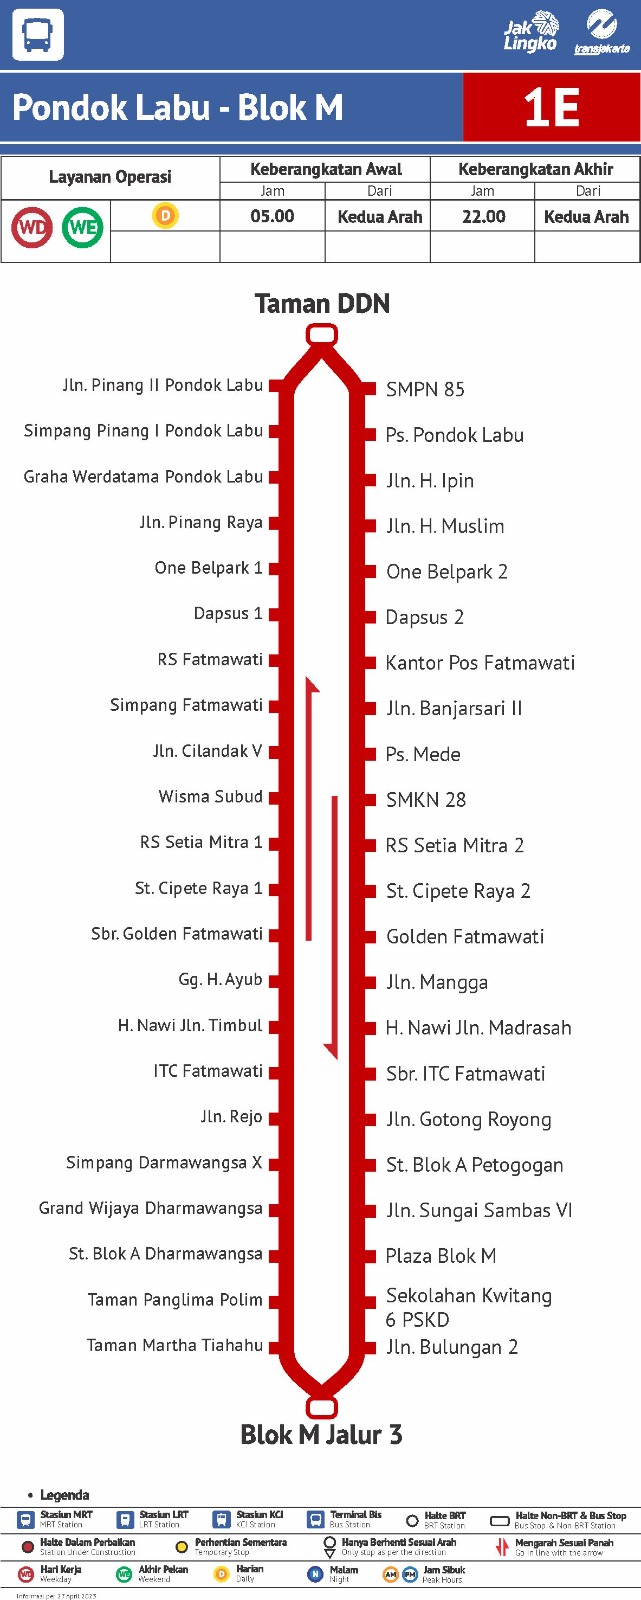 Jak
Lingko
transjakarta
Pondok Labu - Blok M
1E
Layanan Operasi
Keberangkatan Awal
Keberangkatan Akhir
Jam
Dari
Jam
Dari
WD
WE
D
05.00
Kedua Arah
22.00
Kedua Arah
Taman DDN
Jln. Pinang II Pondok Labu
SMPN 85
Simpang Pinang I Pondok Labu
Ps. Pondok Labu
Graha Werdatama Pondok Labu
Jln. H. Ipin
Jln. Pinang Raya
Jln. H. Muslim
One Belpark 1
One Belpark 2
Dapsus 1
Dapsus 2
RS Fatmawati
Kantor Pos Fatmawati
Simpang Fatmawati
Jln. Banjarsari II
Jln. Cilandak V
Ps. Mede
Wisma Subud
SMKN 28
RS Setia Mitra 1
RS Setia Mitra 2
St. Cipete Raya 1
St. Cipete Raya 2
Sbr. Golden Fatmawati
Golden Fatmawati
Gg. H. Ayub
Jln. Mangga
H. Nawi Jln. Timbul
H. Nawi Jln. Madrasah
ITC Fatmawati
Sbr. ITC Fatmawati
Jln. Rejo
Jln. Gotong Royong
Simpang Darmawangsa X
St. Blok A Petogogan
Grand Wijaya Dharmawangsa
Jln. Sungai Sambas VI
St. Blok A Dharmawangsa
Plaza Blok M
Taman Panglima Polim
Sekolahan Kwitang
6 PSKD
Taman Martha Tiahahu
Jln. Bulungan 2
Blok M Jalur 3
• Legenda
Stasiun MRT
MRT Station
Stasiun LRT
LRT Station
Stasiun KCI
KCI Station
Terminal Bis
Bus Station
Halte BRT
BRT Station
Halte Non-BRT & Bus Stop
Bus Stop & Non-BRT Station
Halte Dalam Perbaikan
Station Under Construction
Perhentian Sementara
Temporary Stop
Hanya Berhenti Sesuai Arah
Only stop as per the direction
Mengarah Sesuai Panah
Go in line with the arrow
WD
Hari Kerja
Weekday
WE
Akhir Pekan
Weekend
D
Harian
Daily
N
Malam
Night
AM
PM
Jam Sibuk
Peak Hours
Informasi per 27 April 2023